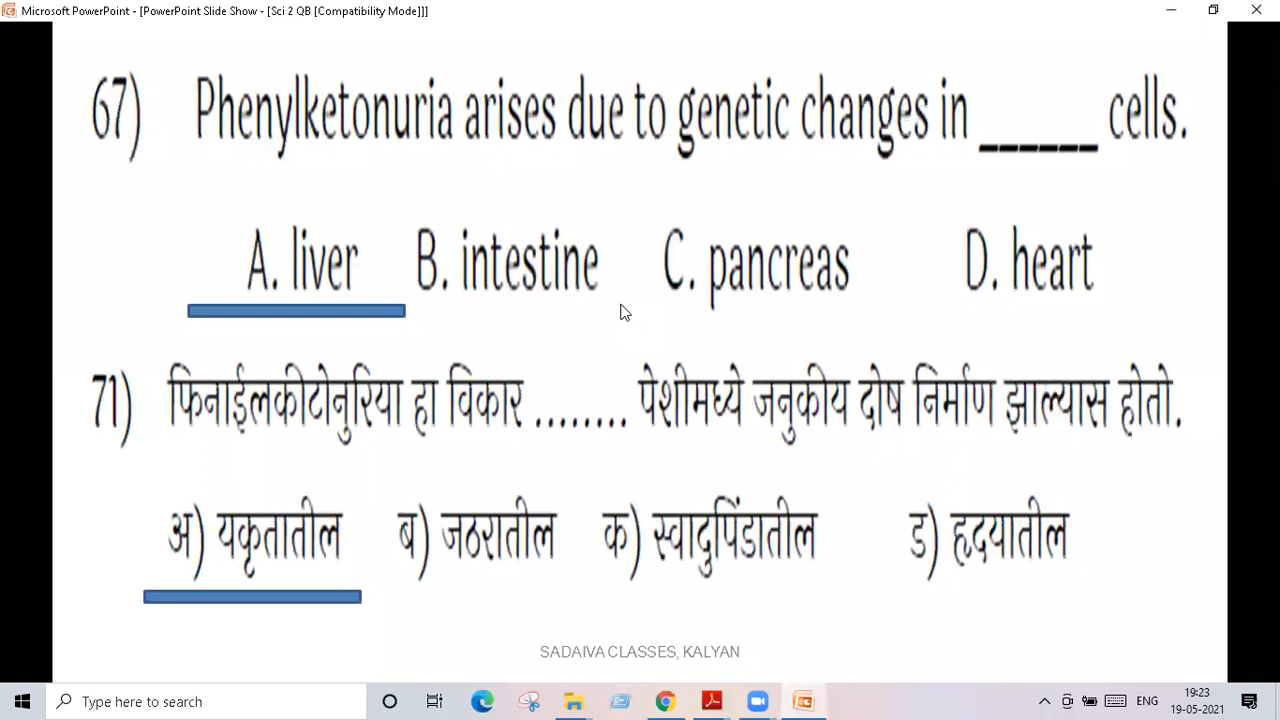 Microsoft PowerPoint - [PowerPoint Slide Show - [Sci 2 QB [Compatibility Mode]]]
67) Phenylketonuria arises due to genetic changes in ______ cells.
A. liver B. intestine C. pancreas D. heart
71) फिनाईलकीटोनुरिया हा विकार ........ पेशीमध्ये जनुकीय दोष निर्माण झाल्यास होतो.
अ) यकृतातील ब) जठरातील क) स्वादुपिंडातील ड) हृदयातील
SADAIVA CLASSES, KALYAN
Type here to search
ENG
19:23
19-05-2021